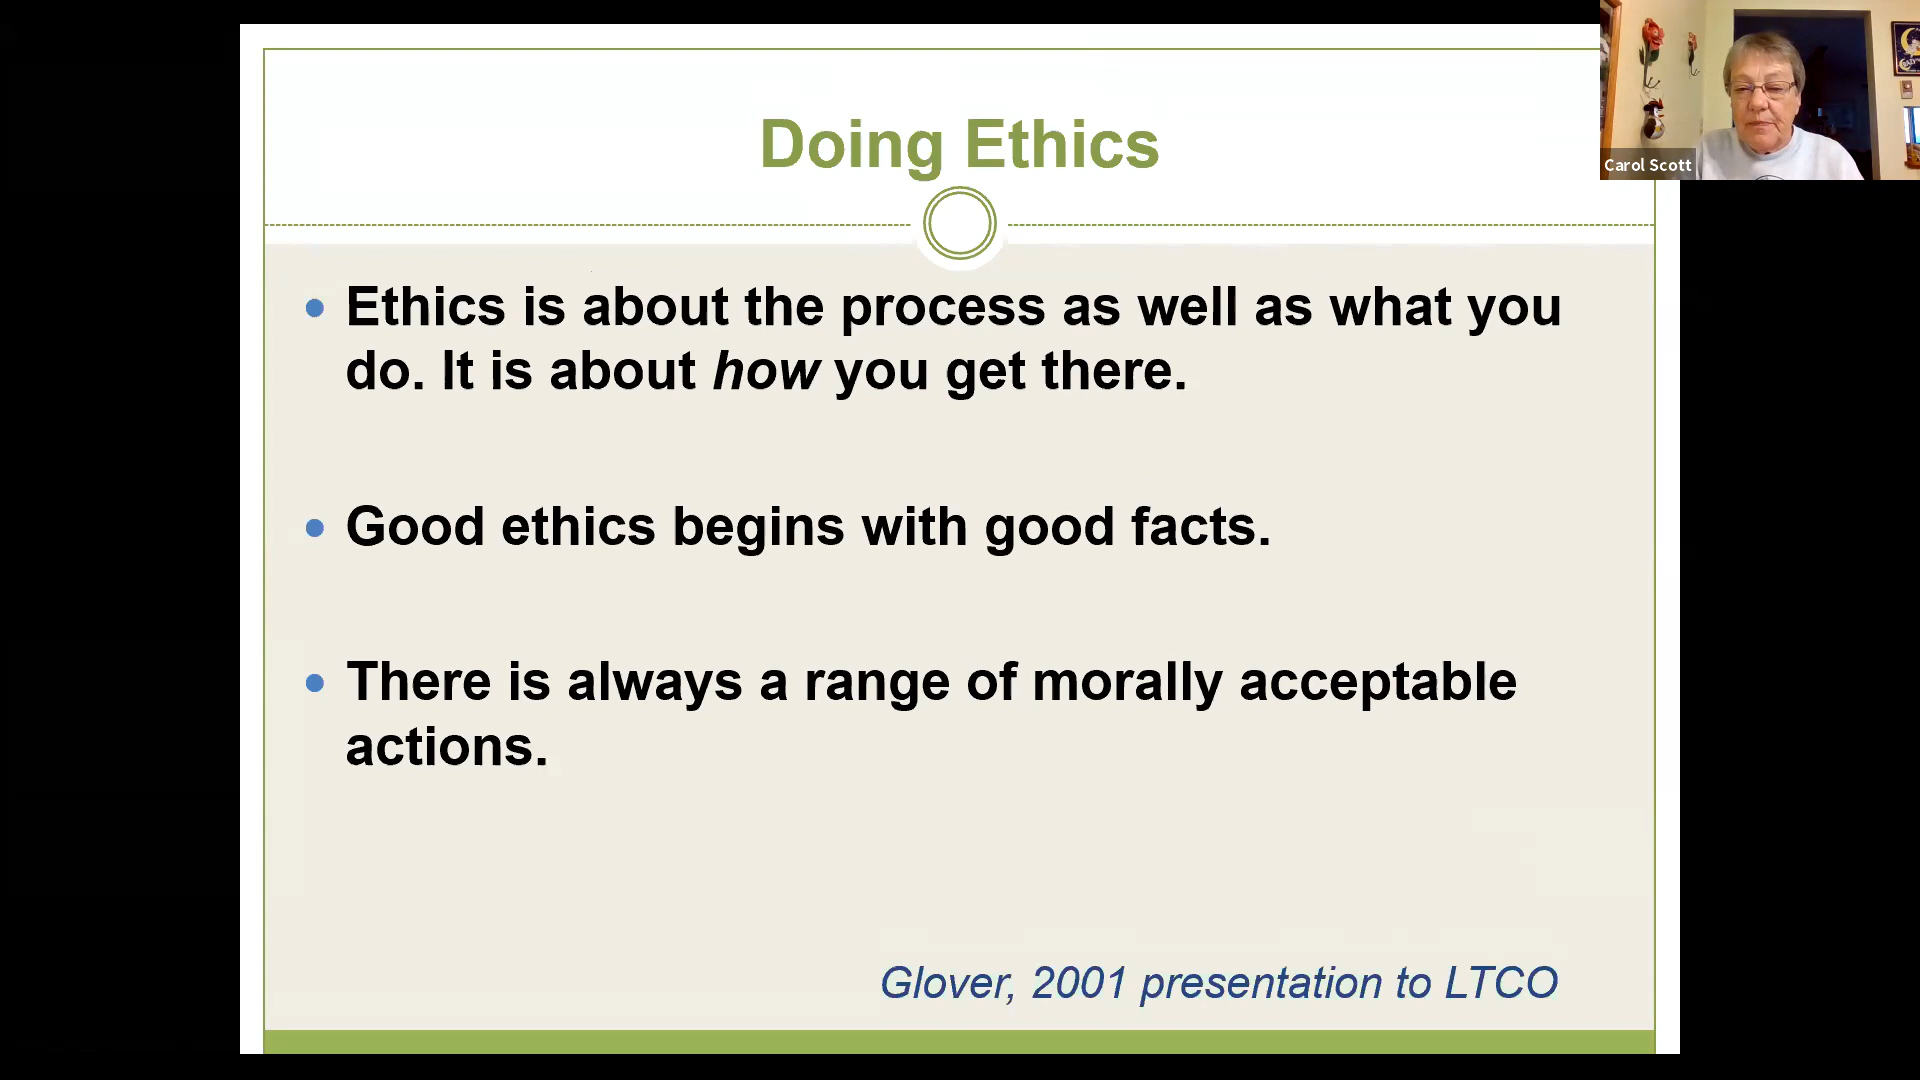 Doing Ethics
Carol Scott
Ethics is about the process as well as what you
do. It is about how you get there.
Good ethics begins with good facts.
There is always a range of morally acceptable
actions.
Glover, 2001 presentation to LTCO